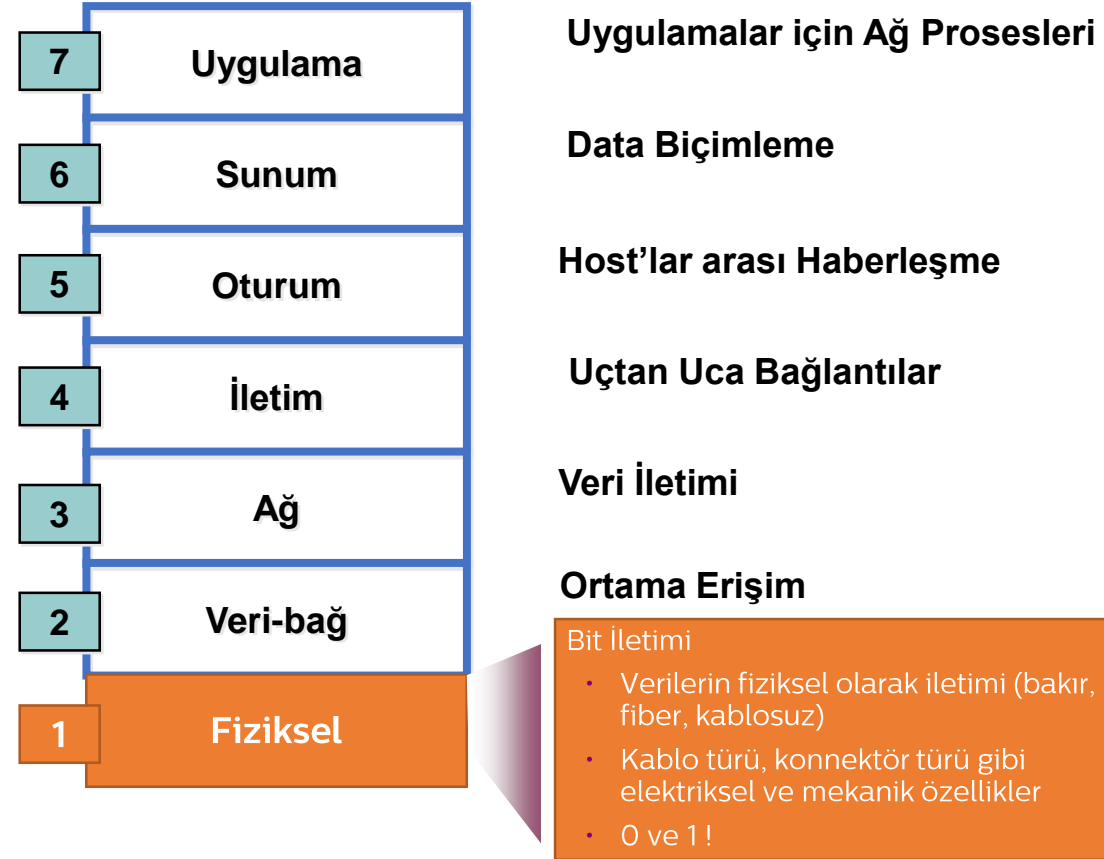 7
Uygulama
Uygulamalar için Ağ Prosesleri
6
Sunum
Data Biçimleme
5
Oturum
Host’lar arası Haberleşme
4
İletim
Uçtan Uca Bağlantılar
3
Ağ
Veri İletimi
2
Veri-bağ
Ortama Erişim
1
Fiziksel
Bit İletimi
• Verilerin fiziksel olarak iletimi (bakır,
fiber, kablosuz)
• Kablo türü, konnektör türü gibi
elektriksel ve mekanik özellikler
• 0 ve 1 !